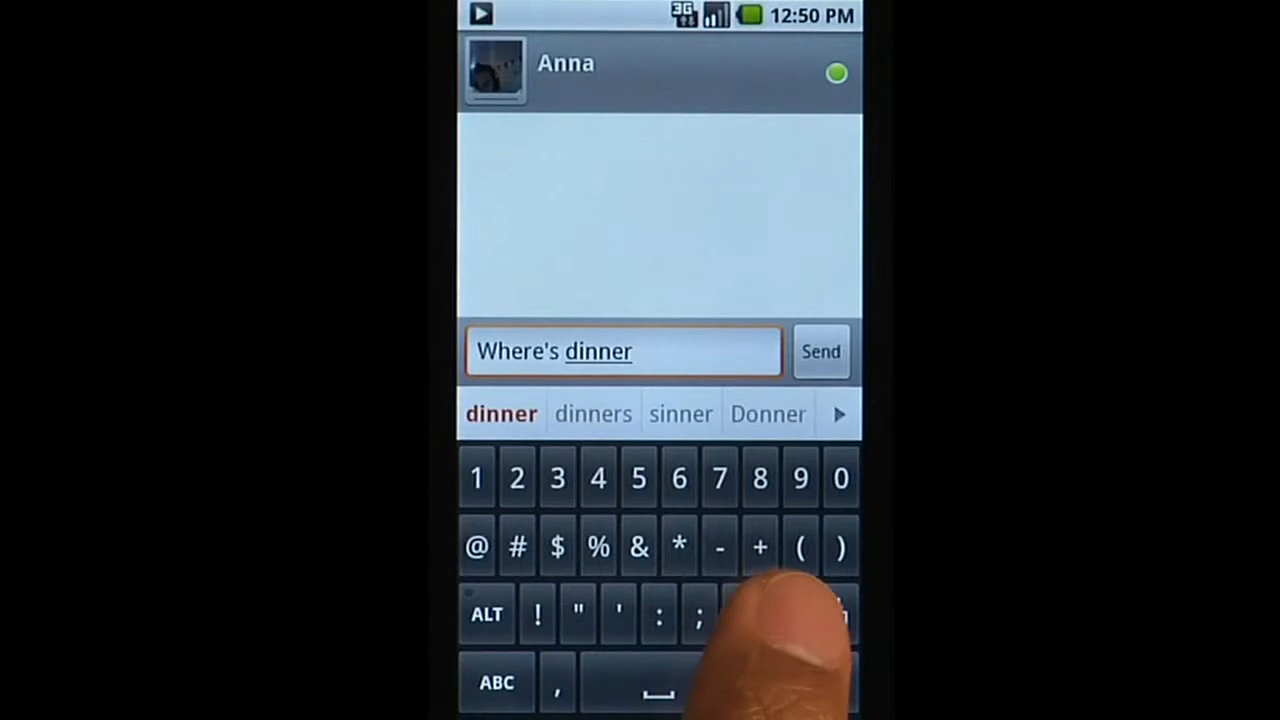 3G 12:50 PM
Anna
Where's dinner Send
dinner dinners sinner Donner
1 2 3 4 5 6 7 8 9 0
@ # $ % & * - + ( )
ALT ! " ' : ;
ABC ,